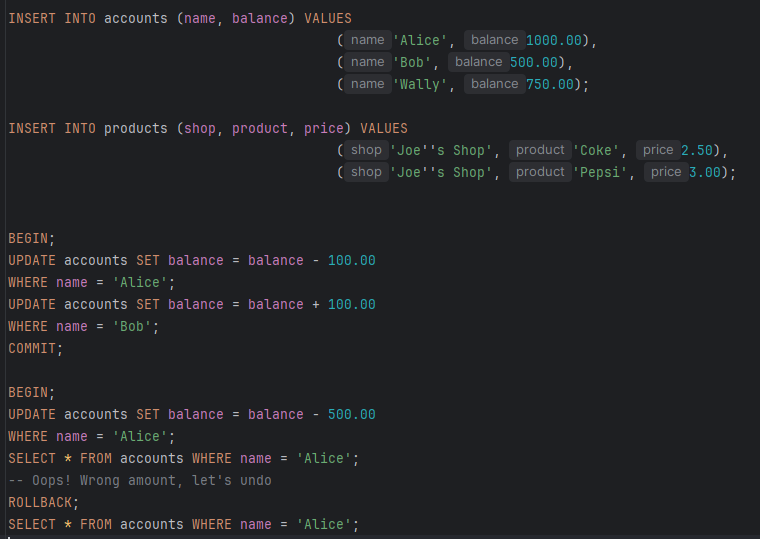 INSERT INTO accounts (name, balance) VALUES
(name 'Alice', balance 1000.00),
(name 'Bob', balance 500.00),
(name 'Wally', balance 750.00);
INSERT INTO products (shop, product, price) VALUES
(shop 'Joe''s Shop', product 'Coke', price 2.50),
(shop 'Joe''s Shop', product 'Pepsi', price 3.00);
BEGIN;
UPDATE accounts SET balance = balance - 100.00
WHERE name = 'Alice';
UPDATE accounts SET balance = balance + 100.00
WHERE name = 'Bob';
COMMIT;
BEGIN;
UPDATE accounts SET balance = balance - 500.00
WHERE name = 'Alice';
SELECT * FROM accounts WHERE name = 'Alice';
-- Oops! Wrong amount, let's undo
ROLLBACK;
SELECT * FROM accounts WHERE name = 'Alice';